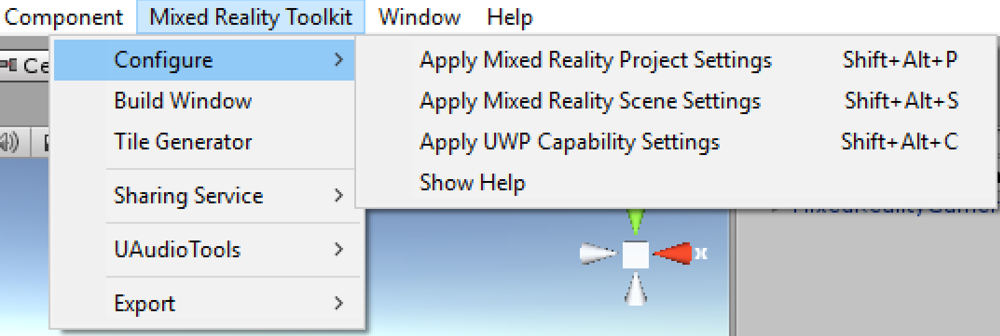 Component Mixed Reality Toolkit Window Help
Configure
Apply Mixed Reality Project Settings Shift+Alt+P
Build Window
Apply Mixed Reality Scene Settings Shift+Alt+S
Tile Generator
Apply UWP Capability Settings Shift+Alt+C
Show Help
Sharing Service
UAudioTools
Export
x